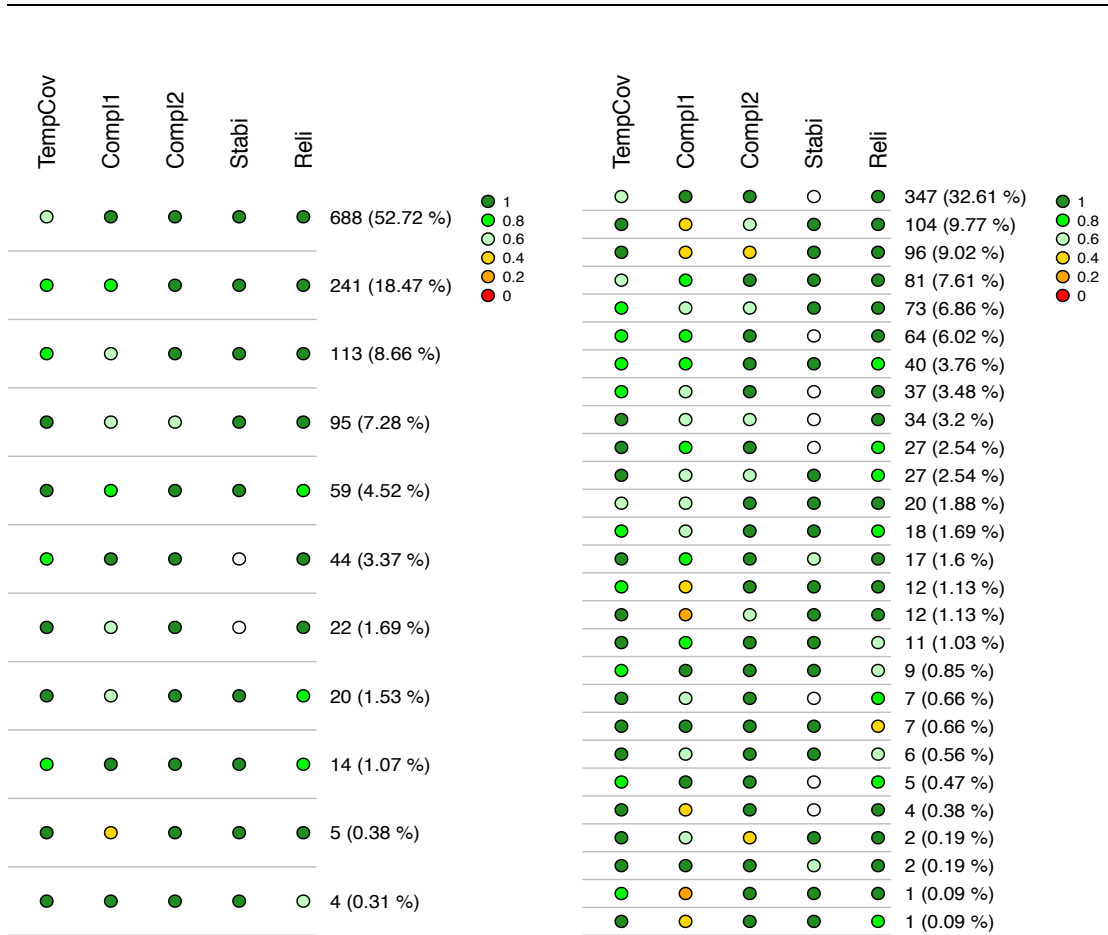 TempCov
Compl1
Compl2
Stabi
Reli
688 (52.72 %)
241 (18.47 %)
113 (8.66 %)
95 (7.28 %)
59 (4.52 %)
44 (3.37 %)
22 (1.69 %)
20 (1.53 %)
14 (1.07 %)
5 (0.38 %)
4 (0.31 %)
1
0.8
0.6
0.4
0.2
0
TempCov
Compl1
Compl2
Stabi
Reli
347 (32.61 %)
104 (9.77 %)
96 (9.02 %)
81 (7.61 %)
73 (6.86 %)
64 (6.02 %)
40 (3.76 %)
37 (3.48 %)
34 (3.2 %)
27 (2.54 %)
27 (2.54 %)
20 (1.88 %)
18 (1.69 %)
17 (1.6 %)
12 (1.13 %)
12 (1.13 %)
11 (1.03 %)
9 (0.85 %)
7 (0.66 %)
7 (0.66 %)
6 (0.56 %)
5 (0.47 %)
4 (0.38 %)
2 (0.19 %)
2 (0.19 %)
1 (0.09 %)
1 (0.09 %)
1
0.8
0.6
0.4
0.2
0